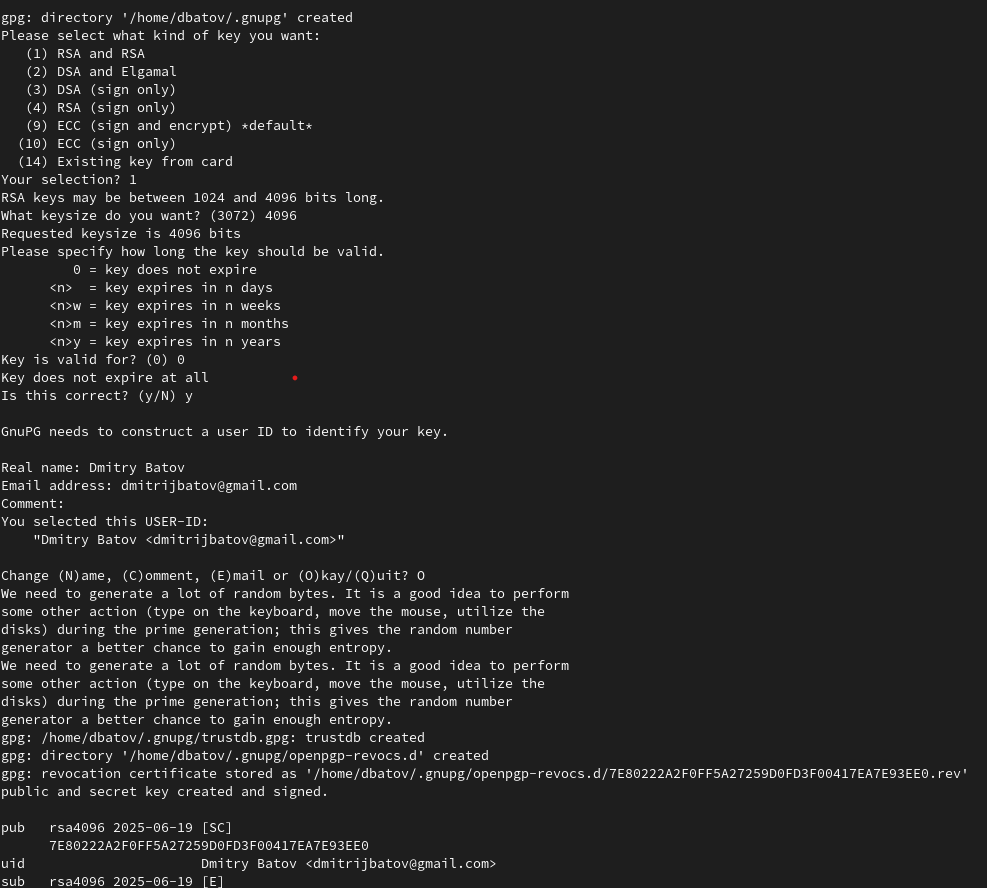 gpg: directory '/home/dbatov/.gnupg' created
Please select what kind of key you want:
   (1) RSA and RSA
   (2) DSA and Elgamal
   (3) DSA (sign only)
   (4) RSA (sign only)
   (9) ECC (sign and encrypt) *default*
  (10) ECC (sign only)
  (14) Existing key from card
Your selection? 1
RSA keys may be between 1024 and 4096 bits long.
What keysize do you want? (3072) 4096
Requested keysize is 4096 bits
Please specify how long the key should be valid.
         0 = key does not expire
      <n>  = key expires in n days
      <n>w = key expires in n weeks
      <n>m = key expires in n months
      <n>y = key expires in n years
Key is valid for? (0) 0
Key does not expire at all
Is this correct? (y/N) y

GnuPG needs to construct a user ID to identify your key.

Real name: Dmitry Batov
Email address: dmitrijbatov@gmail.com
Comment:
You selected this USER-ID:
    "Dmitry Batov <dmitrijbatov@gmail.com>"

Change (N)ame, (C)omment, (E)mail or (O)kay/(Q)uit? O
We need to generate a lot of random bytes. It is a good idea to perform
some other action (type on the keyboard, move the mouse, utilize the
disks) during the prime generation; this gives the random number
generator a better chance to gain enough entropy.
We need to generate a lot of random bytes. It is a good idea to perform
some other action (type on the keyboard, move the mouse, utilize the
disks) during the prime generation; this gives the random number
generator a better chance to gain enough entropy.
gpg: /home/dbatov/.gnupg/trustdb.gpg: trustdb created
gpg: directory '/home/dbatov/.gnupg/openpgp-revocs.d' created
gpg: revocation certificate stored as '/home/dbatov/.gnupg/openpgp-revocs.d/7E80222A2F0FF5A27259D0FD3F00417EA7E93EE0.rev'
public and secret key created and signed.

pub   rsa4096 2025-06-19 [SC]
      7E80222A2F0FF5A27259D0FD3F00417EA7E93EE0
uid                      Dmitry Batov <dmitrijbatov@gmail.com>
sub   rsa4096 2025-06-19 [E]